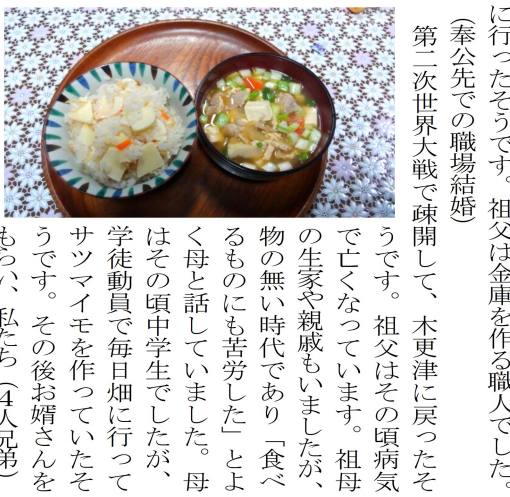 に行ったそうです。祖父は金庫を作る職人でした。
(奉公先での職場結婚)
第二次世界大戦で疎開して、木更津に戻ったそ
うです。祖父はその頃病気
で亡くなっています。祖母
の生家や親戚もいましたが、
物の無い時代であり「食べ
るものにも苦労した」とよ
く母と話していました。母
はその頃中学生でしたが、
学徒動員で毎日畑に行って
サツマイモを作っていたそ
うです。その後お婿さんを
もらい、私たち(4人兄弟)